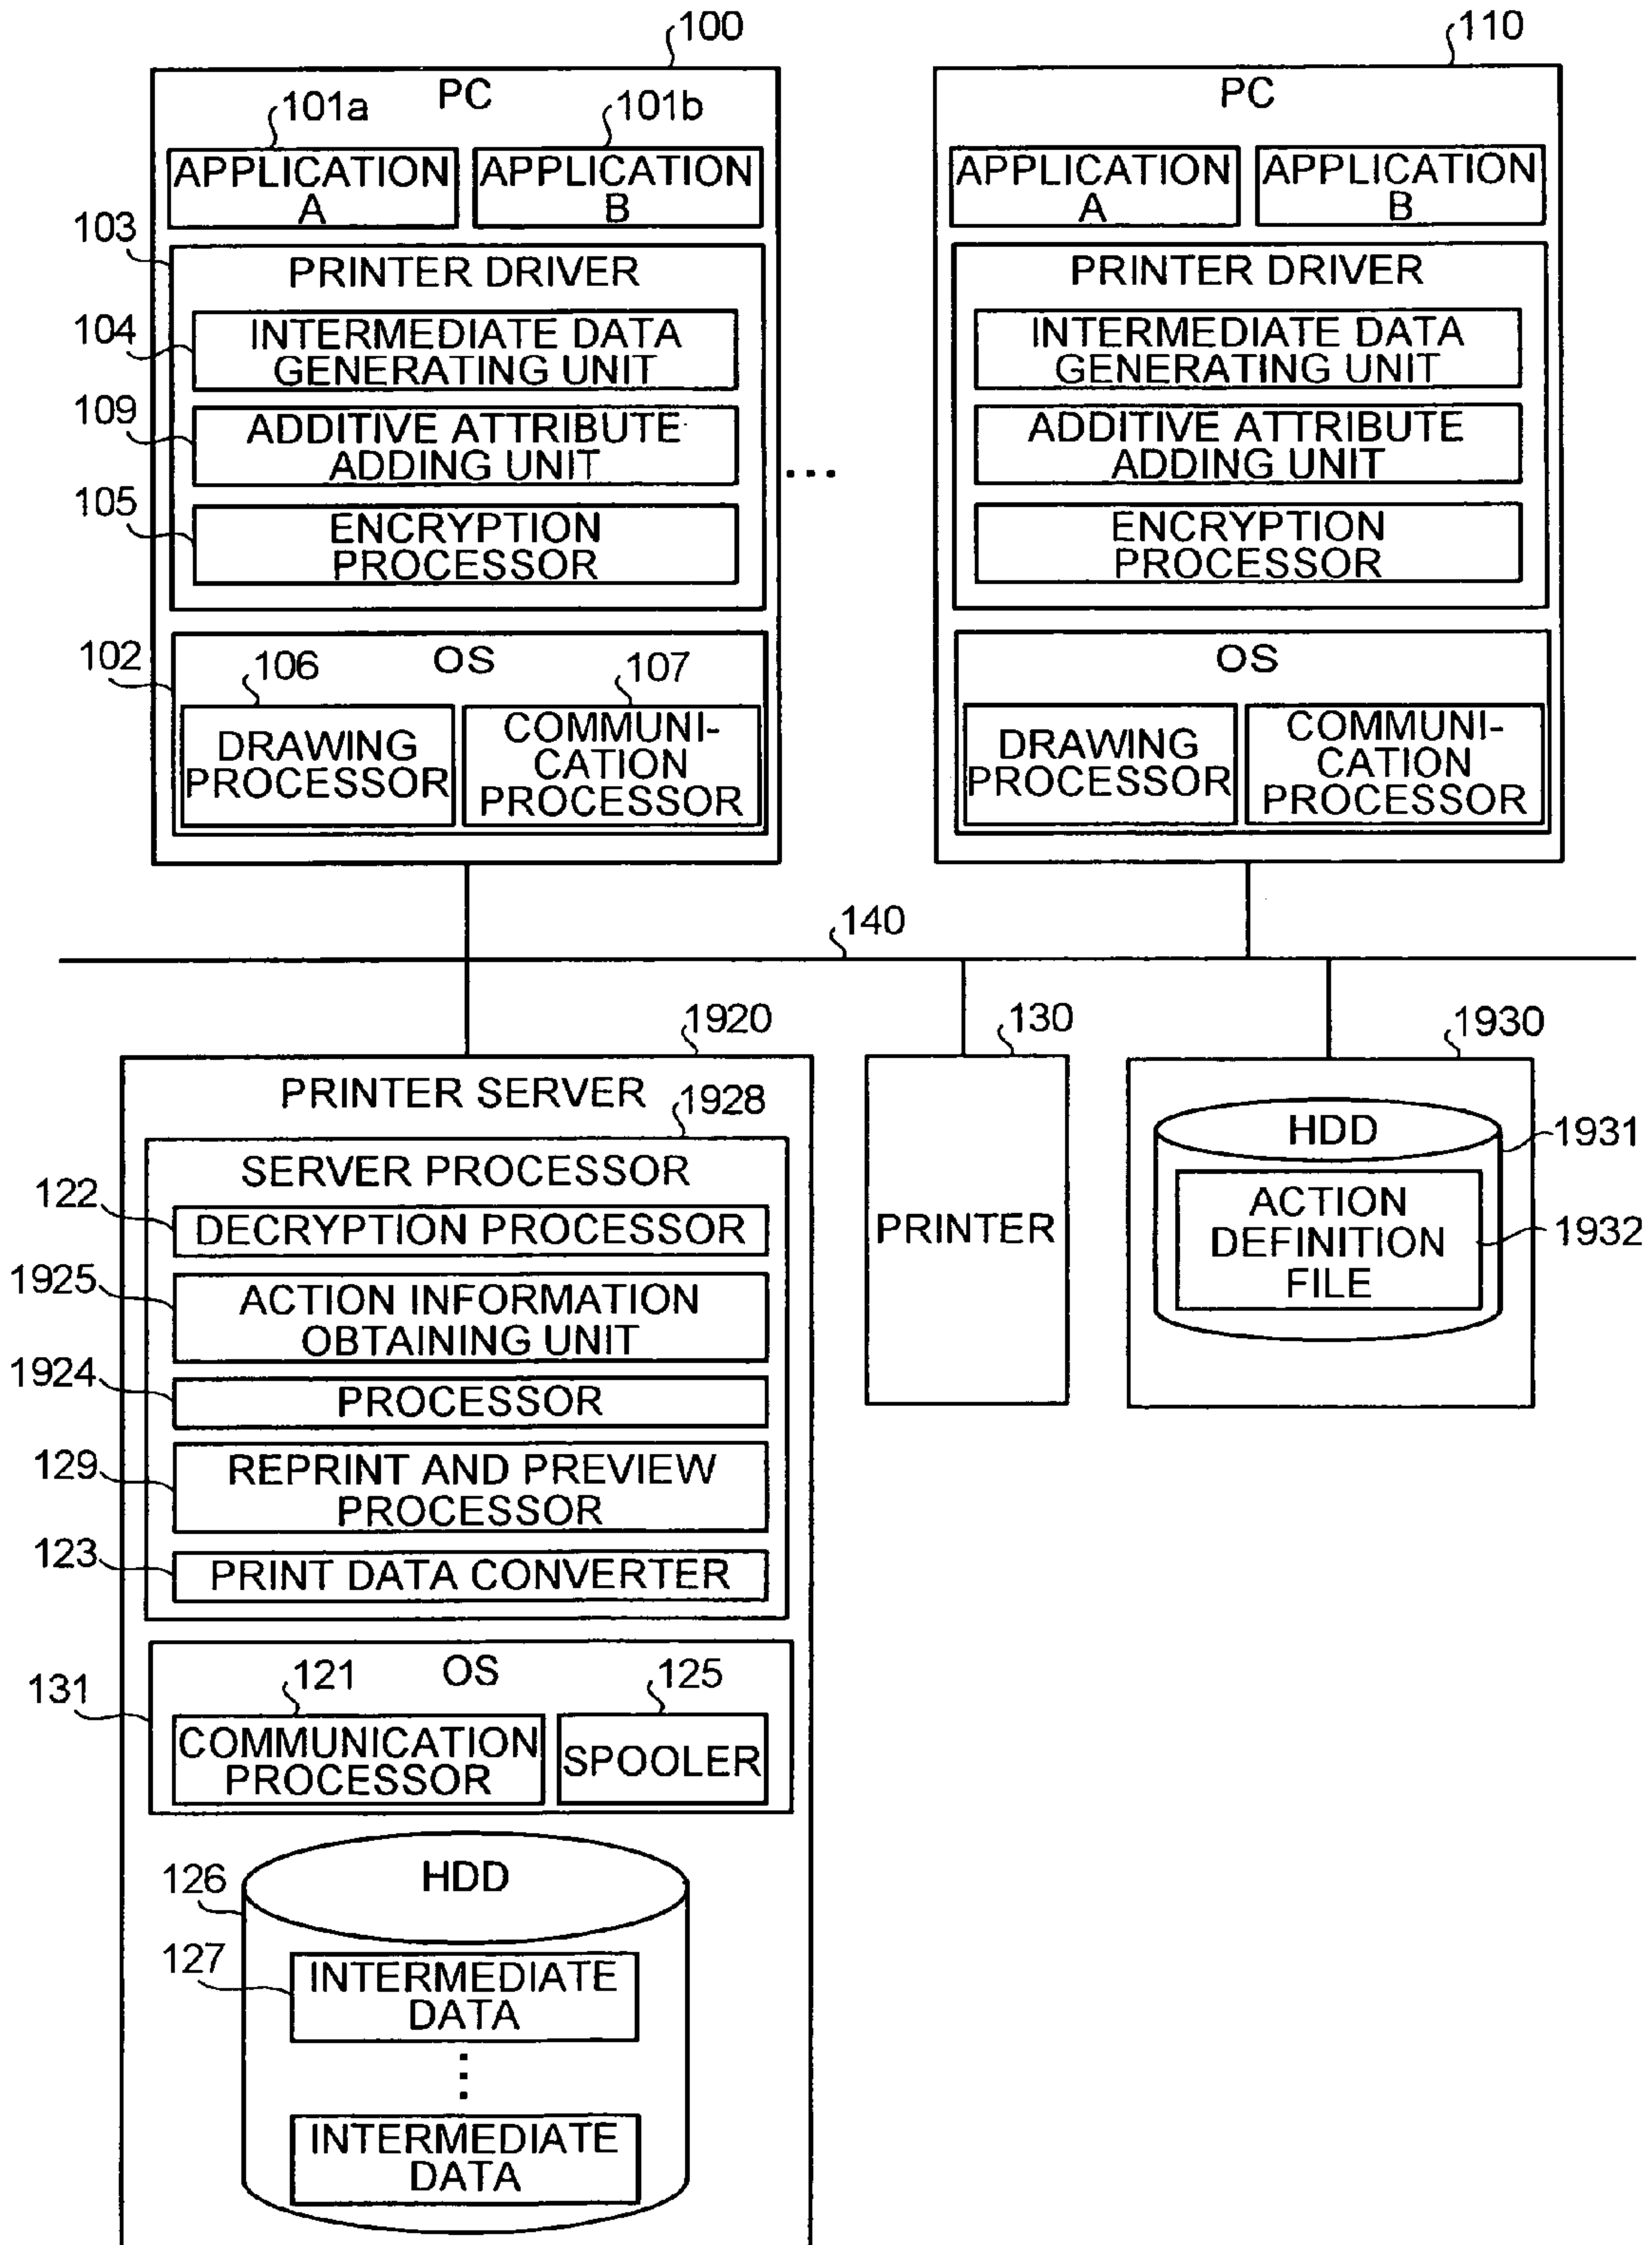 100
PC
101a
101b
APPLICATION
A
APPLICATION
B
103
PRINTER DRIVER
104
INTERMEDIATE DATA
GENERATING UNIT
109
ADDITIVE ATTRIBUTE
ADDING UNIT
105
ENCRYPTION
PROCESSOR
102
OS
106
107
DRAWING
PROCESSOR
COMMUNI-
CATION
PROCESSOR
...
110
PC
APPLICATION
A
APPLICATION
B
PRINTER DRIVER
INTERMEDIATE DATA
GENERATING UNIT
ADDITIVE ATTRIBUTE
ADDING UNIT
ENCRYPTION
PROCESSOR
OS
DRAWING
PROCESSOR
COMMUNI-
CATION
PROCESSOR
140
1920
PRINTER SERVER
1928
SERVER PROCESSOR
122
DECRYPTION PROCESSOR
1925
ACTION INFORMATION
OBTAINING UNIT
1924
PROCESSOR
129
REPRINT AND PREVIEW
PROCESSOR
123
PRINT DATA CONVERTER
131
OS
121
125
COMMUNICATION
PROCESSOR
SPOOLER
126
HDD
127
INTERMEDIATE
DATA
INTERMEDIATE
DATA
130
PRINTER
1930
HDD
1931
ACTION
DEFINITION
FILE
1932